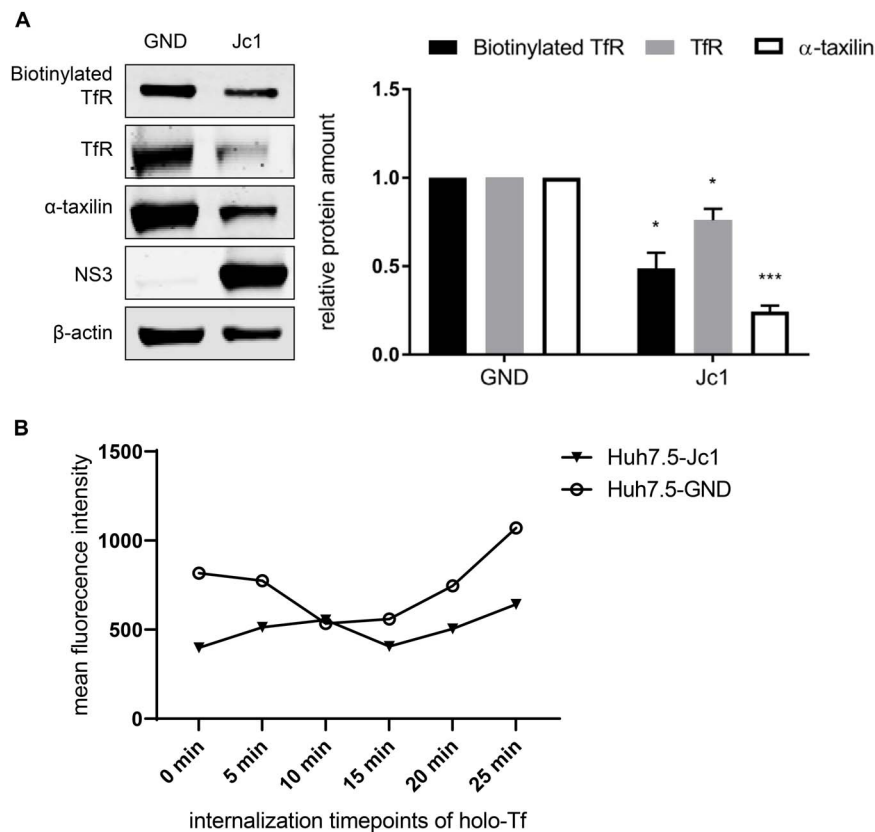 A
GND Jc1
Biotinylated
TfR
TfR
α-taxilin
NS3
β-actin
Biotinylated TfR TfR α-taxilin
relative protein amount
1.5
1.0
0.5
0.0
*
*
***
GND Jc1
B
mean fluorecence intensity
1500
1000
500
0
0 min 5 min 10 min 15 min 20 min 25 min
internalization timepoints of holo-Tf
Huh7.5-Jc1
Huh7.5-GND